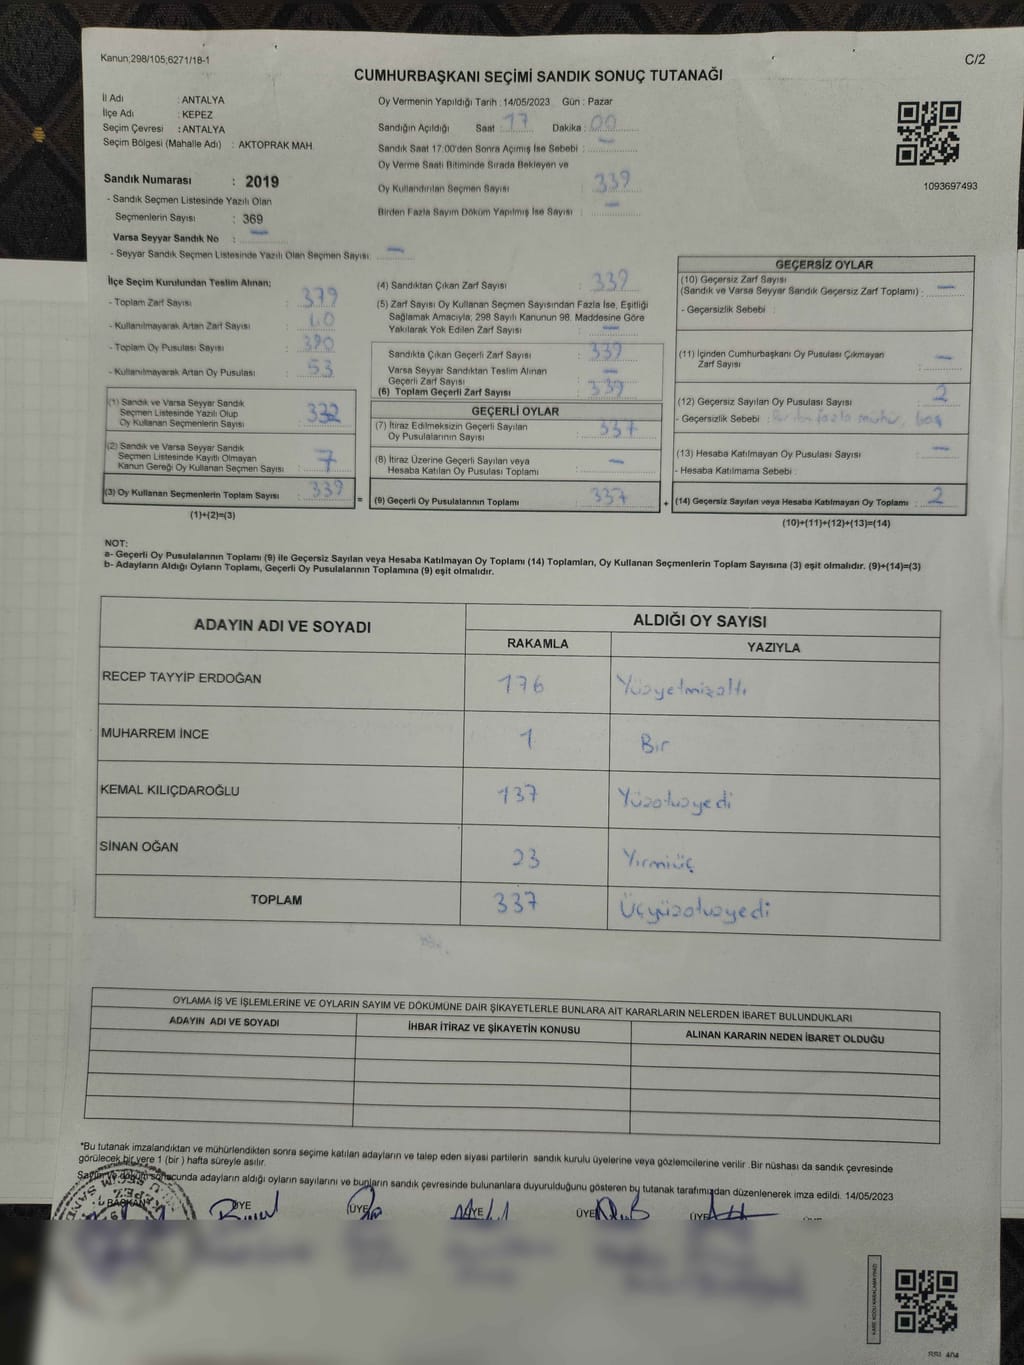 Kanun;298/105;6271/18-1
C/2
CUMHURBAŞKANI SEÇİMİ SANDIK SONUÇ TUTANAĞI
İl Adı : ANTALYA
İlçe Adı : KEPEZ
Seçim Çevresi : ANTALYA
Seçim Bölgesi (Mahalle Adı) : AKTOPRAK MAH.
Sandık Numarası : 2019
- Sandık Seçmen Listesinde Yazılı Olan
Seçmenlerin Sayısı : 369
Varsa Seyyar Sandık No : —
- Seyyar Sandık Seçmen Listesinde Yazılı Olan Seçmen Sayısı: —
Oy Vermenin Yapıldığı Tarih : 14/05/2023 Gün : Pazar
Sandığın Açıldığı Saat : 17 Dakika : 00
Sandık Saat 17:00'den Sonra Açımış İse Sebebi : —
Oy Verme Saati Bitiminde Sırada Bekleyen ve
Oy Kullandırılan Seçmen Sayısı : 339
Birden Fazla Sayım Döküm Yapılmış İse Sayısı : —
1093697493
İlçe Seçim Kurulundan Teslim Alınan;
- Toplam Zarf Sayısı : 379
- Kullanılmayarak Artan Zarf Sayısı :
- Toplam Oy Pusulası Sayısı : 390
- Kullanılmayarak Artan Oy Pusulası : 53
(1) Sandık ve Varsa Seyyar Sandık
Seçmen Listesinde Yazılı Olup
Oy Kullanan Seçmenlerin Sayısı : 332
(2) Sandık ve Varsa Seyyar Sandık
Seçmen Listesinde Kayıtlı Olmayan
Kanun Gereği Oy Kullanan Seçmen Sayısı : 7
(3) Oy Kullanan Seçmenlerin Toplam Sayısı : 339
(1)+(2)=(3)
(4) Sandıktan Çıkan Zarf Sayısı : 339
(5) Zarf Sayısı Oy Kullanan Seçmen Sayısından Fazla İse, Eşitliği
Sağlamak Amacıyla; 298 Sayılı Kanunun 98. Maddesine Göre
Yakılarak Yok Edilen Zarf Sayısı : —
Sandıkta Çıkan Geçerli Zarf Sayısı : 339
Varsa Seyyar Sandıktan Teslim Alınan
Geçerli Zarf Sayısı : —
(6) Toplam Geçerli Zarf Sayısı : 339
GEÇERLİ OYLAR
(7) İtiraz Edilmeksizin Geçerli Sayılan
Oy Pusulalarının Sayısı : 337
(8) İtiraz Üzerine Geçerli Sayılan veya
Hesaba Katılan Oy Pusulası Toplamı : —
= (9) Geçerli Oy Pusulalarının Toplamı : 337 +
GEÇERSİZ OYLAR
(10) Geçersiz Zarf Sayısı
(Sandık ve Varsa Seyyar Sandık Geçersiz Zarf Toplamı) : —
- Geçersizlik Sebebi :
(11) İçinden Cumhurbaşkanı Oy Pusulası Çıkmayan
Zarf Sayısı : —
(12) Geçersiz Sayılan Oy Pusulası Sayısı : 2
- Geçersizlik Sebebi : Birden fazla mühür, boş
(13) Hesaba Katılmayan Oy Pusulası Sayısı : —
- Hesaba Katılmama Sebebi :
(14) Geçersiz Sayılan veya Hesaba Katılmayan Oy Toplamı : 2
(10)+(11)+(12)+(13)=(14)
NOT:
a- Geçerli Oy Pusulalarının Toplamı (9) ile Geçersiz Sayılan veya Hesaba Katılmayan Oy Toplamı (14) Toplamları, Oy Kullanan Seçmenlerin Toplam Sayısına (3) eşit olmalıdır. (9)+(14)=(3)
b- Adayların Aldığı Oyların Toplamı, Geçerli Oy Pusulalarının Toplamına (9) eşit olmalıdır.
ADAYIN ADI VE SOYADI ALDIĞI OY SAYISI
RAKAMLA YAZIYLA
RECEP TAYYİP ERDOĞAN 176 Yüzyetmişaltı
MUHARREM İNCE 1 Bir
KEMAL KILIÇDAROĞLU 137 Yüzotuzyedi
SİNAN OĞAN 23 Yirmiüç
TOPLAM 337 Üçyüzotuzyedi
OYLAMA İŞ VE İŞLEMLERİNE VE OYLARIN SAYIM VE DÖKÜMÜNE DAİR ŞİKAYETLERLE BUNLARA AİT KARARLARIN NELERDEN İBARET BULUNDUKLARI
ADAYIN ADI VE SOYADI İHBAR İTİRAZ VE ŞİKAYETİN KONUSU ALINAN KARARIN NEDEN İBARET OLDUĞU
*Bu tutanak imzalandıktan ve mühürlendikten sonra seçime katılan adayların ve talep eden siyasi partilerin sandık kurulu üyelerine veya gözlemcilerine verilir .Bir nüshası da sandık çevresinde
görülecek bir yere 1 (bir ) hafta süreyle asılır.
Sayım ve döküm sonucunda adayların aldığı oyların sayılarını ve bunların sandık çevresinde bulunanlara duyurulduğunu gösteren bu tutanak tarafımızdan düzenlenerek imza edildi. 14/05/2023
BAŞKAN ÜYE ÜYE ÜYE ÜYE ÜYE